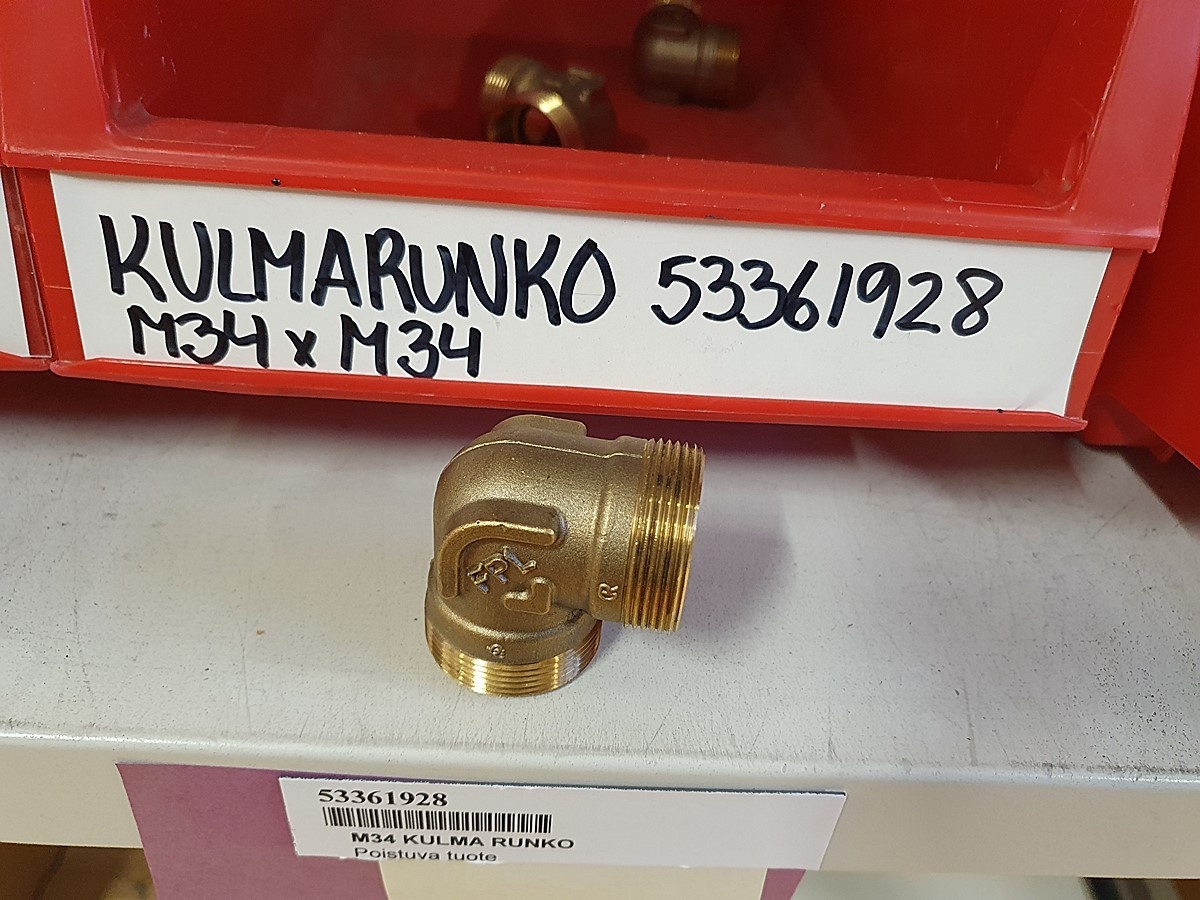 KULMARUNKO 53361928
M34 x M34
53361928
M34 KULMA RUNKO
Poistuva tuote